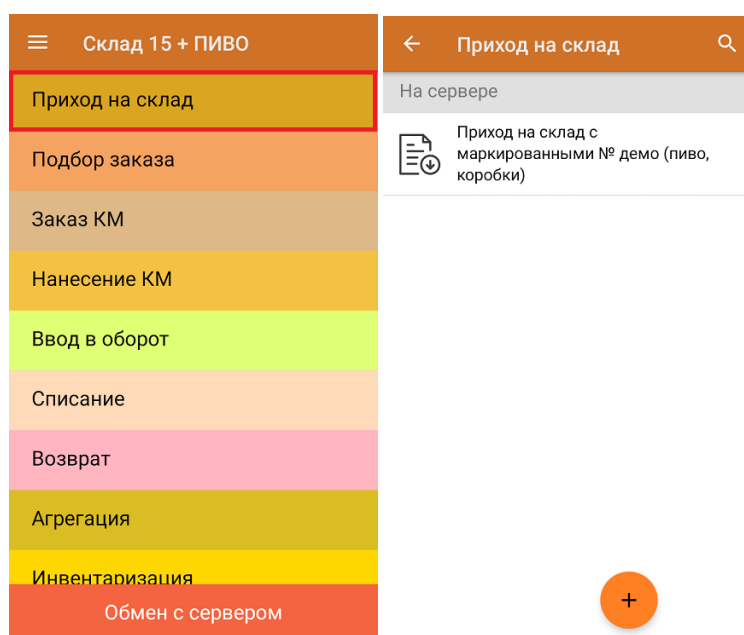 Склад 15 + ПИВО
Приход на склад
Подбор заказа
Заказ КМ
Нанесение КМ
Ввод в оборот
Списание
Возврат
Агрегация
Инвентаризация
Обмен с сервером
Приход на склад
На сервере
Приход на склад с
маркированными № демо (пиво,
коробки)
+